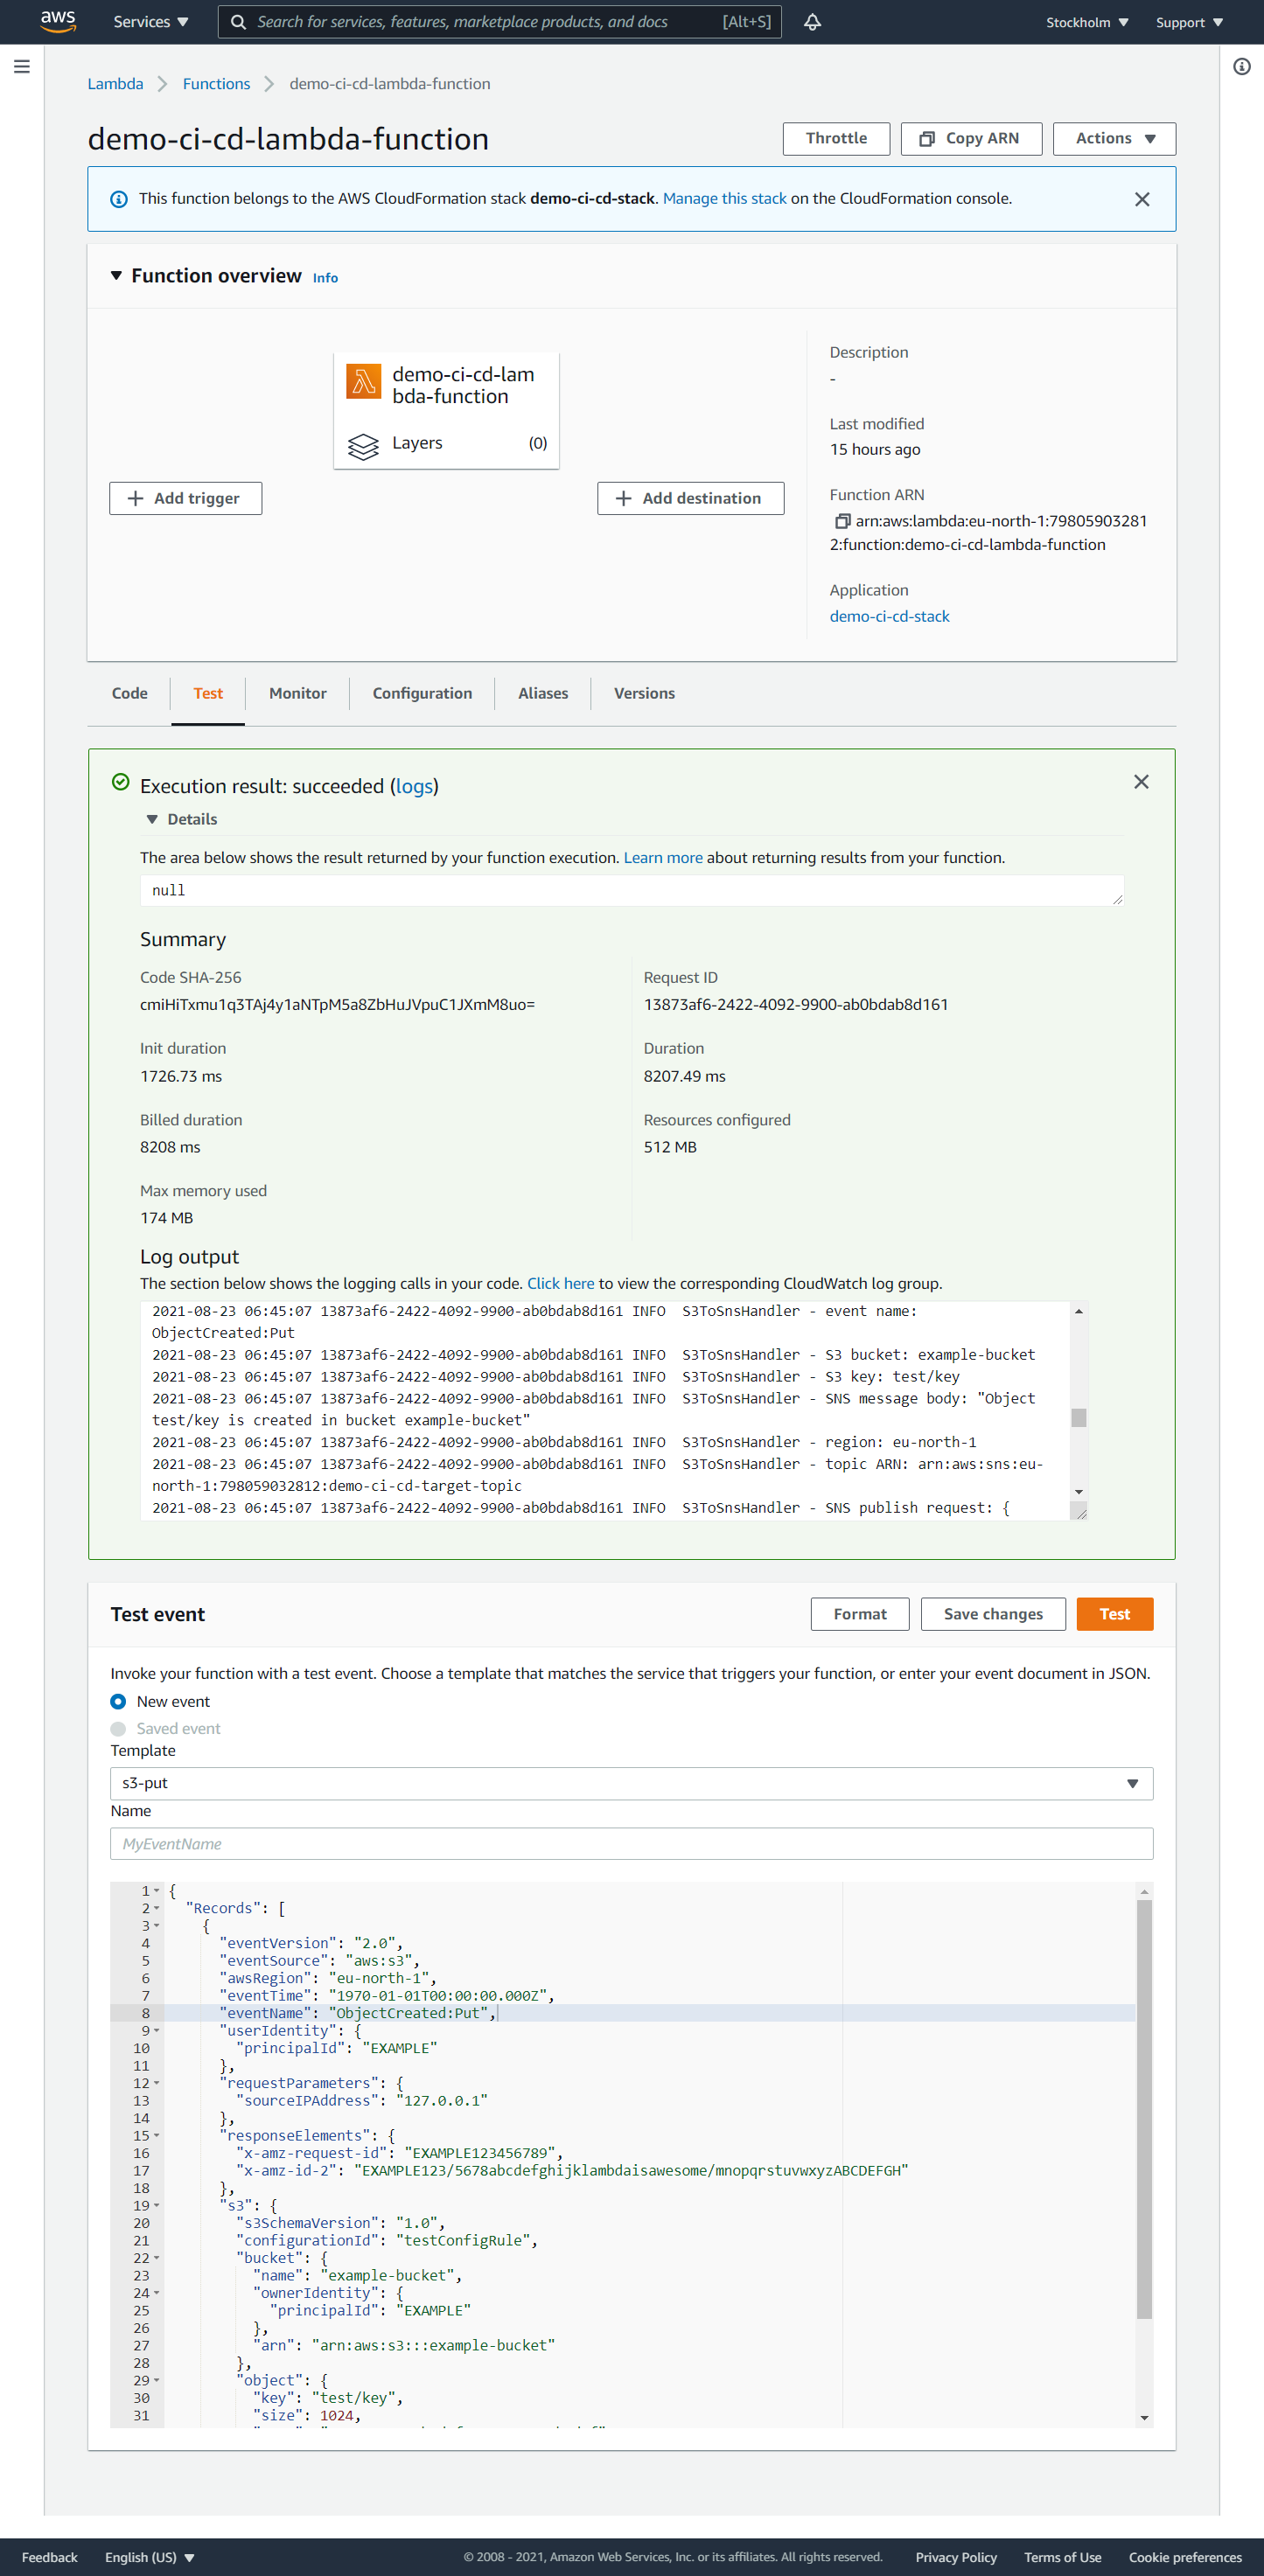 aws
Services ▼
Search for services, features, marketplace products, and docs [Alt+S]
Stockholm ▼ Support ▼
Lambda > Functions > demo-ci-cd-lambda-function
demo-ci-cd-lambda-function
Throttle
Copy ARN
Actions ▼
This function belongs to the AWS CloudFormation stack demo-ci-cd-stack. Manage this stack on the CloudFormation console.
▼ Function overview Info
demo-ci-cd-lam
bda-function
Layers (0)
+ Add trigger
+ Add destination
Description
-
Last modified
15 hours ago
Function ARN
arn:aws:lambda:eu-north-1:79805903281
2:function:demo-ci-cd-lambda-function
Application
demo-ci-cd-stack
Code Test Monitor Configuration Aliases Versions
Execution result: succeeded (logs)
▼ Details
The area below shows the result returned by your function execution. Learn more about returning results from your function.
null
Summary
Code SHA-256
cmiHiTxmu1q3TAj4y1aNTpM5a8ZbHuJVpuC1JXmM8uo=
Request ID
13873af6-2422-4092-9900-ab0bdab8d161
Init duration
1726.73 ms
Duration
8207.49 ms
Billed duration
8208 ms
Resources configured
512 MB
Max memory used
174 MB
Log output
The section below shows the logging calls in your code. Click here to view the corresponding CloudWatch log group.
2021-08-23 06:45:07 13873af6-2422-4092-9900-ab0bdab8d161 INFO  S3ToSnsHandler - event name:
ObjectCreated:Put
2021-08-23 06:45:07 13873af6-2422-4092-9900-ab0bdab8d161 INFO  S3ToSnsHandler - S3 bucket: example-bucket
2021-08-23 06:45:07 13873af6-2422-4092-9900-ab0bdab8d161 INFO  S3ToSnsHandler - S3 key: test/key
2021-08-23 06:45:07 13873af6-2422-4092-9900-ab0bdab8d161 INFO  S3ToSnsHandler - SNS message body: "Object
test/key is created in bucket example-bucket"
2021-08-23 06:45:07 13873af6-2422-4092-9900-ab0bdab8d161 INFO  S3ToSnsHandler - region: eu-north-1
2021-08-23 06:45:07 13873af6-2422-4092-9900-ab0bdab8d161 INFO  S3ToSnsHandler - topic ARN: arn:aws:sns:eu-
north-1:798059032812:demo-ci-cd-target-topic
2021-08-23 06:45:07 13873af6-2422-4092-9900-ab0bdab8d161 INFO  S3ToSnsHandler - SNS publish request: {
Test event
Format
Save changes
Test
Invoke your function with a test event. Choose a template that matches the service that triggers your function, or enter your event document in JSON.
New event
Saved event
Template
s3-put
Name
MyEventName
1 {
2   "Records": [
3     {
4       "eventVersion": "2.0",
5       "eventSource": "aws:s3",
6       "awsRegion": "eu-north-1",
7       "eventTime": "1970-01-01T00:00:00.000Z",
8       "eventName": "ObjectCreated:Put",
9       "userIdentity": {
10         "principalId": "EXAMPLE"
11       },
12       "requestParameters": {
13         "sourceIPAddress": "127.0.0.1"
14       },
15       "responseElements": {
16         "x-amz-request-id": "EXAMPLE123456789",
17         "x-amz-id-2": "EXAMPLE123/5678abcdefghijklambdaisawesome/mnopqrstuvwxyzABCDEFGH"
18       },
19       "s3": {
20         "s3SchemaVersion": "1.0",
21         "configurationId": "testConfigRule",
22         "bucket": {
23           "name": "example-bucket",
24           "ownerIdentity": {
25             "principalId": "EXAMPLE"
26           },
27           "arn": "arn:aws:s3:::example-bucket"
28         },
29         "object": {
30           "key": "test/key",
31           "size": 1024,
Feedback English (US) ▼ © 2008 - 2021, Amazon Web Services, Inc. or its affiliates. All rights reserved. Privacy Policy Terms of Use Cookie preferences